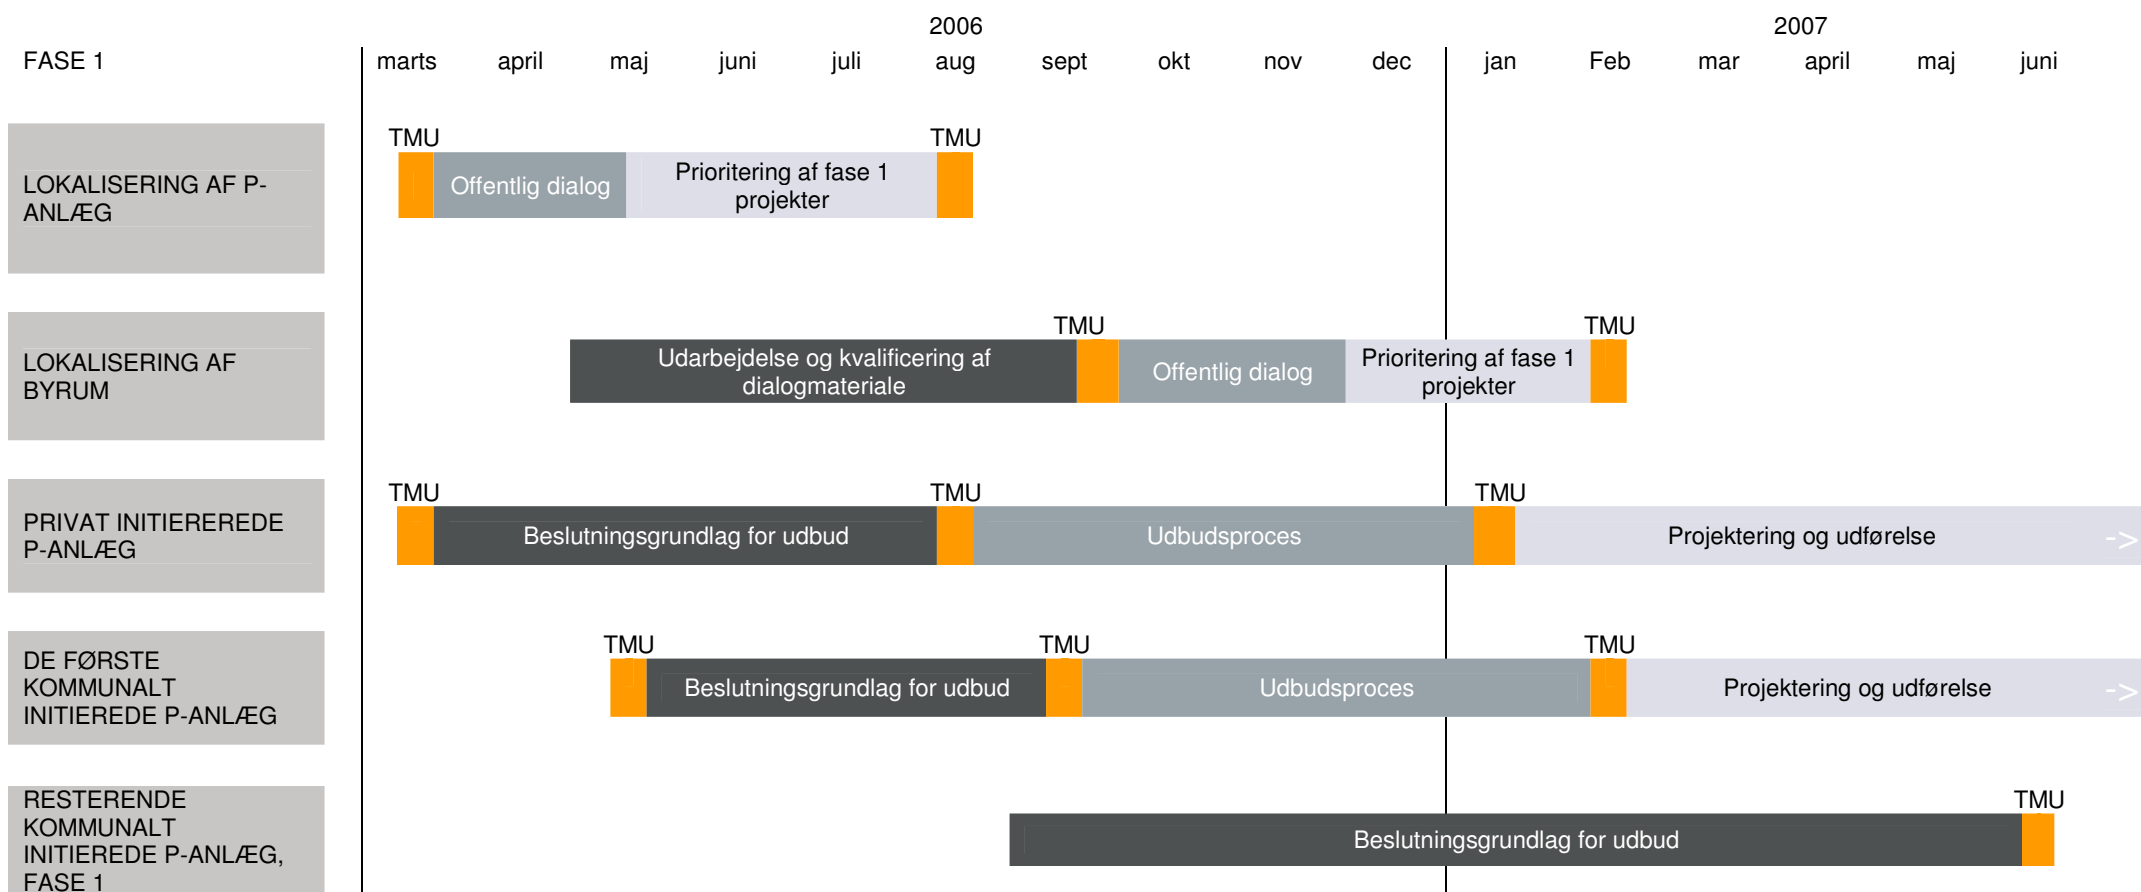 2006
2007
FASE 1
marts april maj juni juli aug sept okt nov dec jan Feb mar april maj juni
TMU TMU
LOKALISERING AF P-
ANLÆG
Offentlig dialog
Prioritering af fase 1
projekter
TMU TMU
LOKALISERING AF
BYRUM
Udarbejdelse og kvalificering af
dialogmateriale
Offentlig dialog
Prioritering af fase 1
projekter
TMU TMU TMU
PRIVAT INITIEREREDE
P-ANLÆG
Beslutningsgrundlag for udbud
Udbudsproces
Projektering og udførelse
->
TMU TMU TMU
DE FØRSTE
KOMMUNALT
INITIEREDE P-ANLÆG
Beslutningsgrundlag for udbud
Udbudsproces
Projektering og udførelse
->
TMU
RESTERENDE
KOMMUNALT
INITIEREDE P-ANLÆG,
FASE 1
Beslutningsgrundlag for udbud